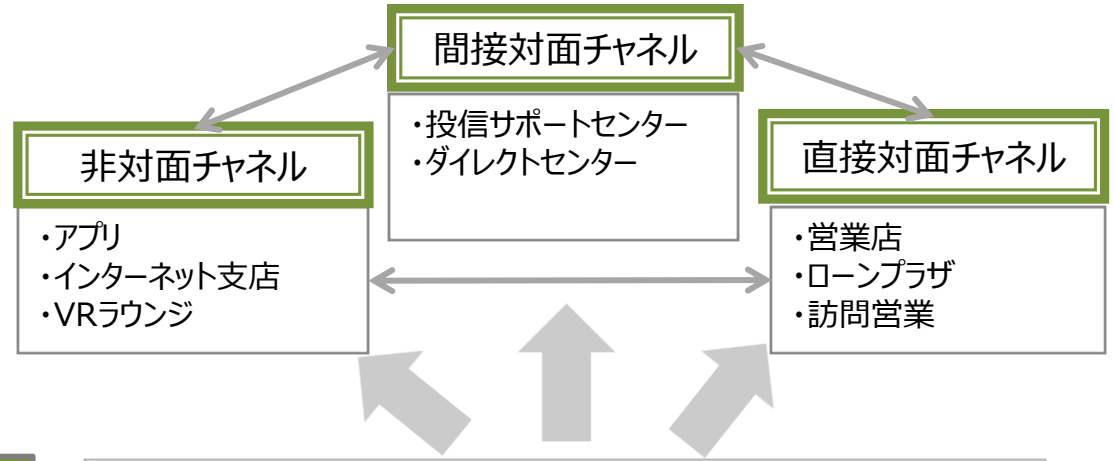 間接対面チャネル
・投信サポートセンター
・ダイレクトセンター
非対面チャネル
・アプリ
・インターネット支店
・VRラウンジ
直接対面チャネル
・営業店
・ローンプラザ
・訪問営業